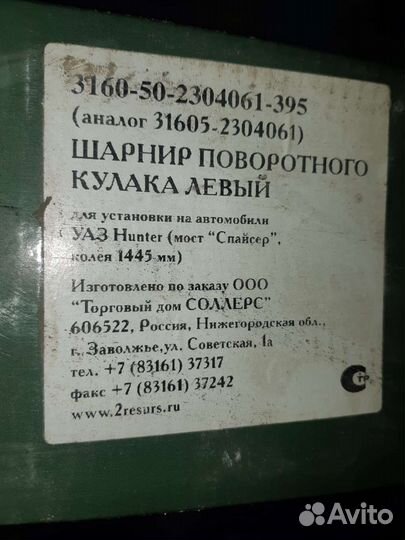 3160-50-2304061-395
(аналог 31605-2304061)
ШАРНИР ПОВОРОТНОГО
КУЛАКА ЛЕВЫЙ
для установки на автомобили
УАЗ Hunter (мост "Спайсер",
колея 1445 мм)
Изготовлено по заказу ООО
"Торговый дом СОЛЛЕРС"
606522, Россия, Нижегородская обл.,
г. Заволжье,ул. Советская, 1а
тел. +7 (83161) 37317
факс +7 (83161) 37242
www.2resurs.ru
Avito